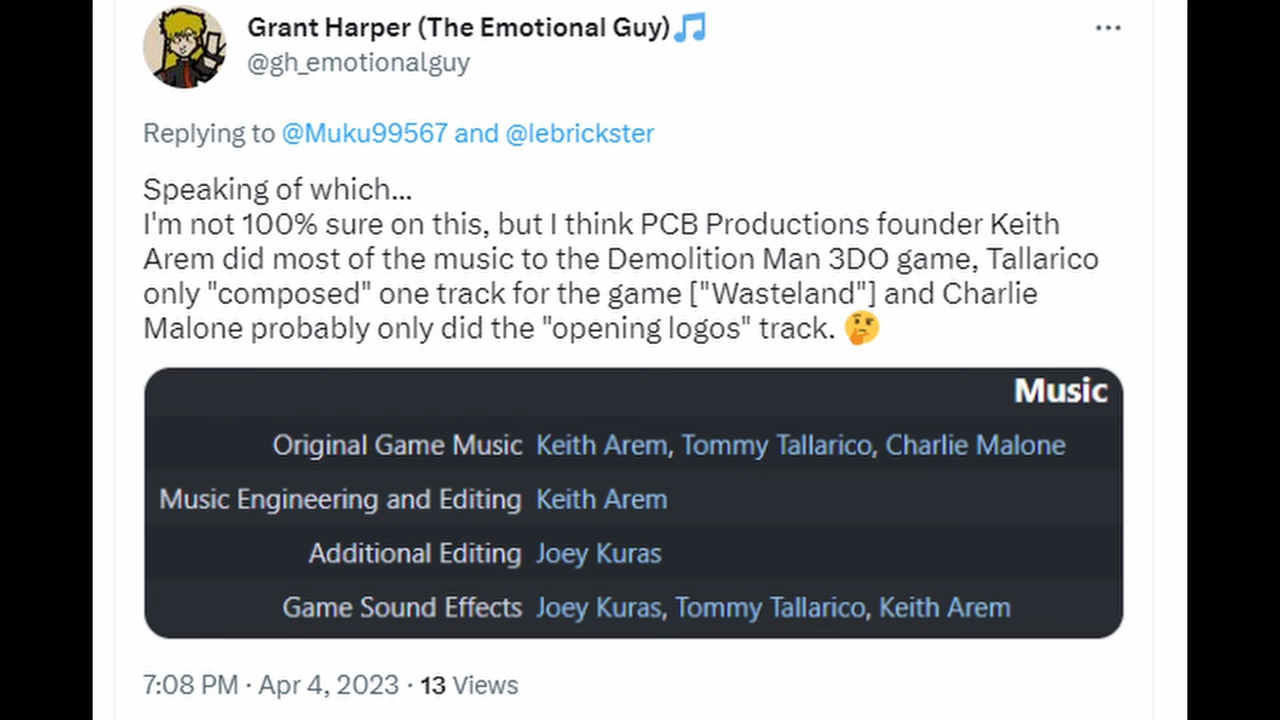 Grant Harper (The Emotional Guy)🎵
@gh_emotionalguy
Replying to @Muku99567 and @lebrickster
Speaking of which...
I'm not 100% sure on this, but I think PCB Productions founder Keith
Arem did most of the music to the Demolition Man 3DO game, Tallarico
only "composed" one track for the game ["Wasteland"] and Charlie
Malone probably only did the "opening logos" track. 🤔
Music
Original Game Music Keith Arem, Tommy Tallarico, Charlie Malone
Music Engineering and Editing Keith Arem
Additional Editing Joey Kuras
Game Sound Effects Joey Kuras, Tommy Tallarico, Keith Arem
7:08 PM · Apr 4, 2023 · 13 Views